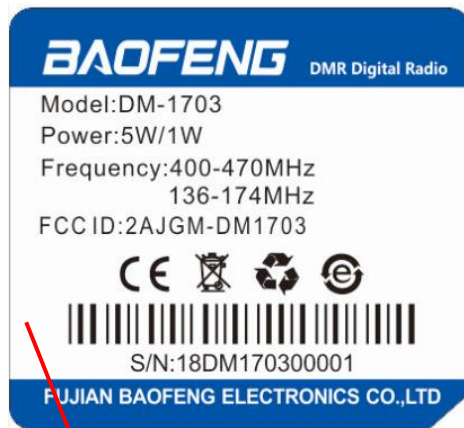 BAOFENG DMR Digital Radio
Model:DM-1703
Power:5W/1W
Frequency:400-470MHz
136-174MHz
FCC ID:2AJGM-DM1703
CE
S/N:18DM170300001
FUJIAN BAOFENG ELECTRONICS CO.,LTD